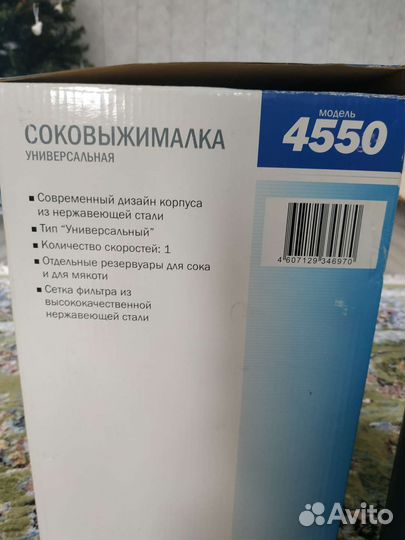 модель
4550
СОКОВЫЖИМАЛКА
УНИВЕРСАЛЬНАЯ
Современный дизайн корпуса
из нержавеющей стали
Тип “Универсальный”
Количество скоростей: 1
Отдельные резервуары для сока
и для мякоти
Сетка фильтра из
высококачественной
нержавеющей стали
4 607129 346970
Avito